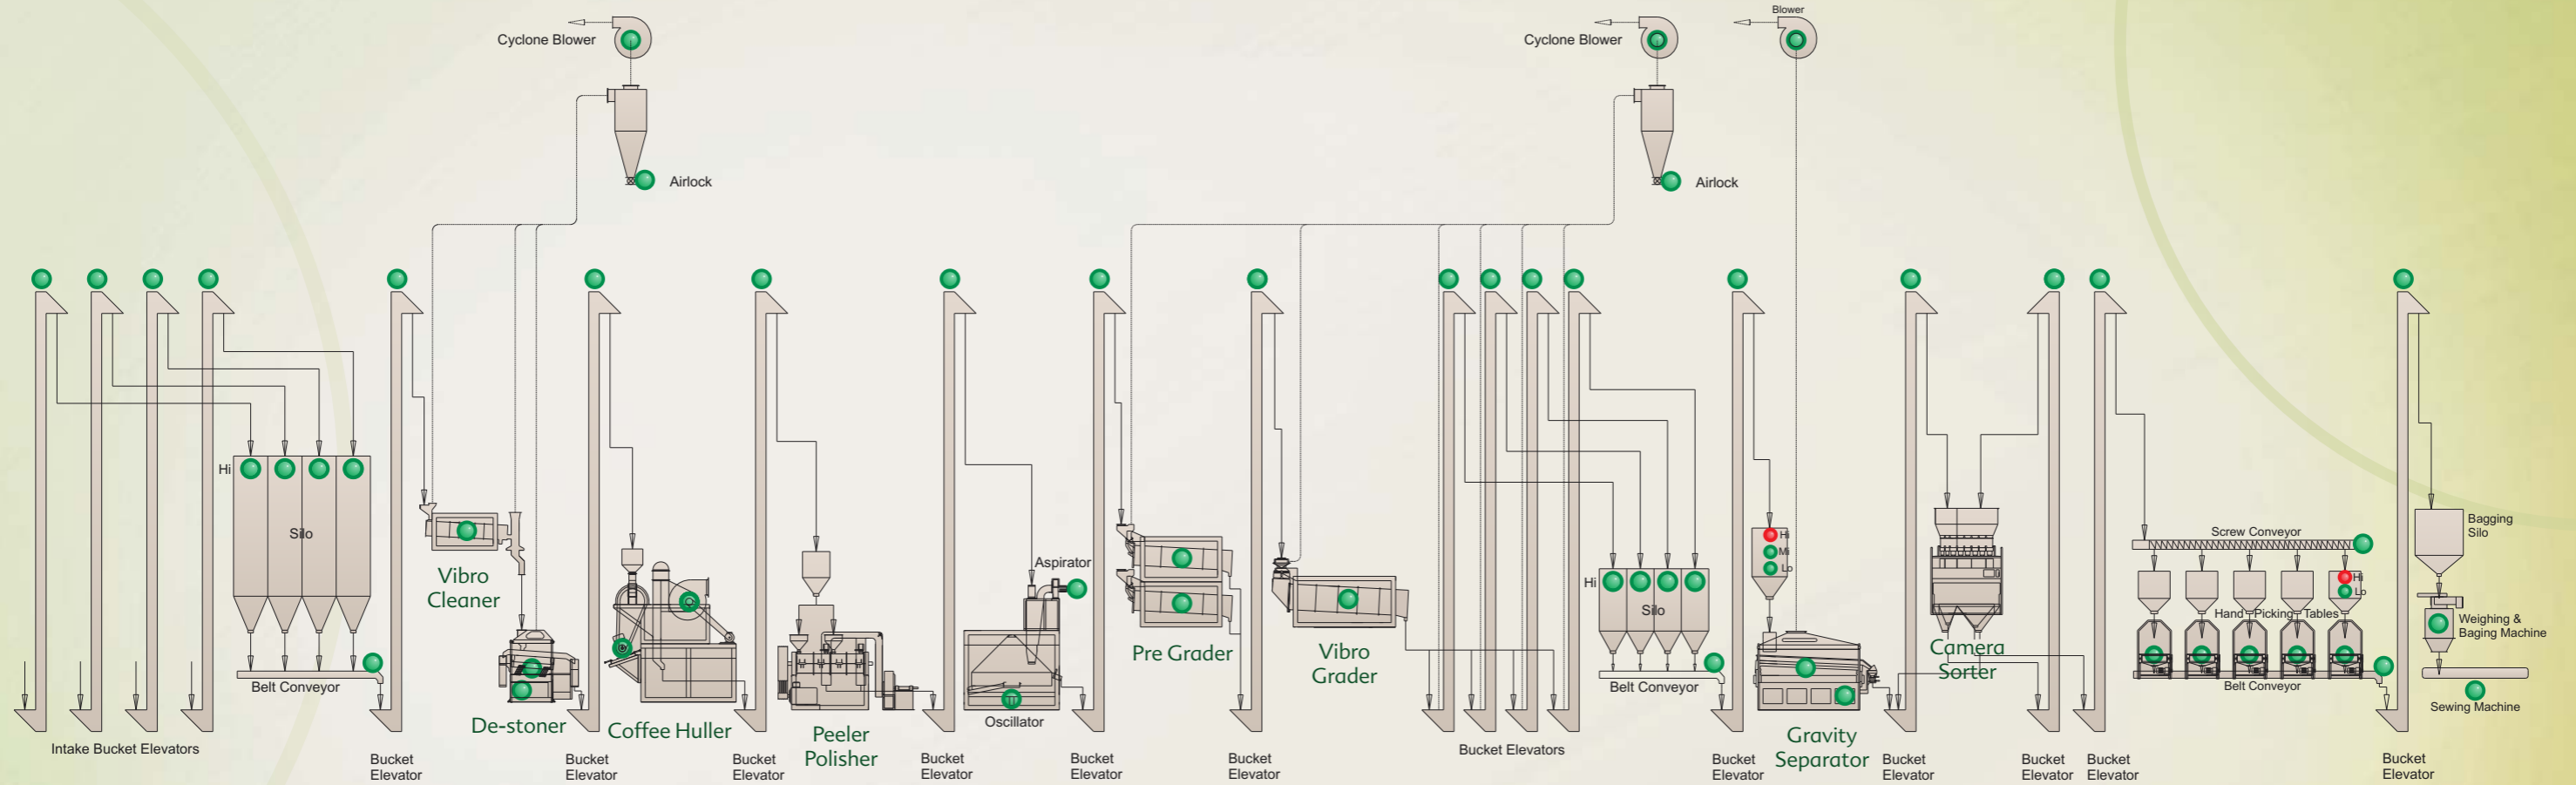 Cyclone Blower
Airlock
Cyclone Blower
Airlock
Blower
Hi
Silo
Belt Conveyor
Intake Bucket Elevators
Bucket
Elevator
Vibro
Cleaner
De-stoner
Bucket
Elevator
Coffee Huller
Bucket
Elevator
Peeler
Polisher
Bucket
Elevator
Aspirator
Oscillator
Bucket
Elevator
Pre Grader
Bucket
Elevator
Vibro
Grader
Bucket Elevators
Hi
Silo
Belt Conveyor
Bucket
Elevator
Hi
Mi
Lo
Gravity
Separator
Bucket
Elevator
Camera
Sorter
Bucket
Elevator
Bucket
Elevator
Screw Conveyor
Hi
Lo
Hand Picking Tables
Belt Conveyor
Bucket
Elevator
Bagging
Silo
Weighing &
Baging Machine
Sewing Machine